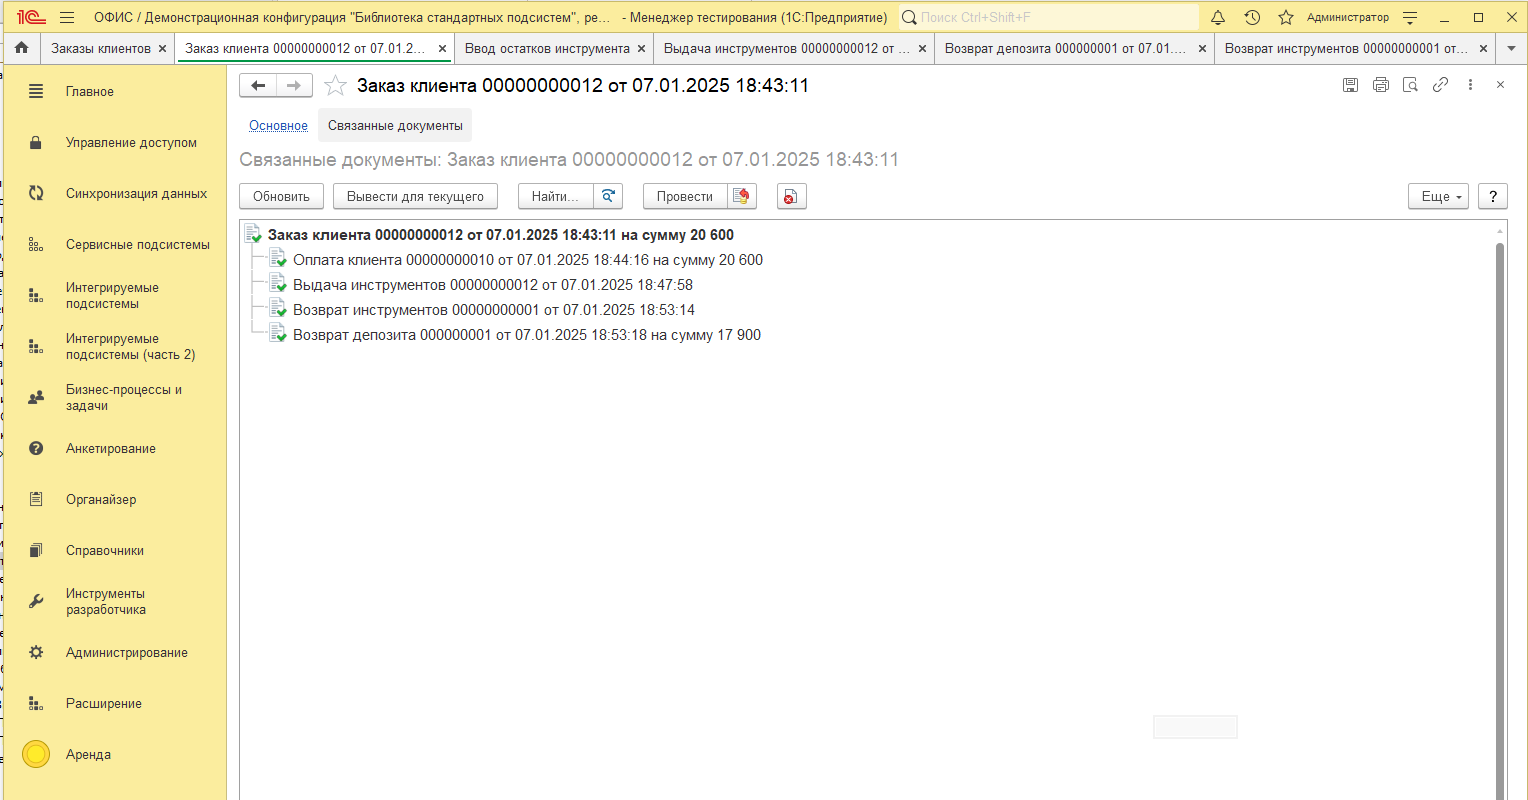 1С ОФИС / Демонстрационная конфигурация "Библиотека стандартных подсистем", ре... - Менеджер тестирования (1С:Предприятие) Поиск Ctrl+Shift+F Администратор
Заказы клиентов Заказ клиента 00000000012 от 07.01.2... Ввод остатков инструмента Выдача инструментов 00000000012 от ... Возврат депозита 000000001 от 07.01.... Возврат инструментов 00000000001 от...
Главное
Управление доступом
Синхронизация данных
Сервисные подсистемы
Интегрируемые
подсистемы
Интегрируемые
подсистемы (часть 2)
Бизнес-процессы и
задачи
Анкетирование
Органайзер
Справочники
Инструменты
разработчика
Администрирование
Расширение
Аренда
Заказ клиента 00000000012 от 07.01.2025 18:43:11
Основное Связанные документы
Связанные документы: Заказ клиента 00000000012 от 07.01.2025 18:43:11
Обновить Вывести для текущего Найти... Провести Еще ?
Заказ клиента 00000000012 от 07.01.2025 18:43:11 на сумму 20 600
Оплата клиента 00000000010 от 07.01.2025 18:44:16 на сумму 20 600
Выдача инструментов 00000000012 от 07.01.2025 18:47:58
Возврат инструментов 00000000001 от 07.01.2025 18:53:14
Возврат депозита 000000001 от 07.01.2025 18:53:18 на сумму 17 900